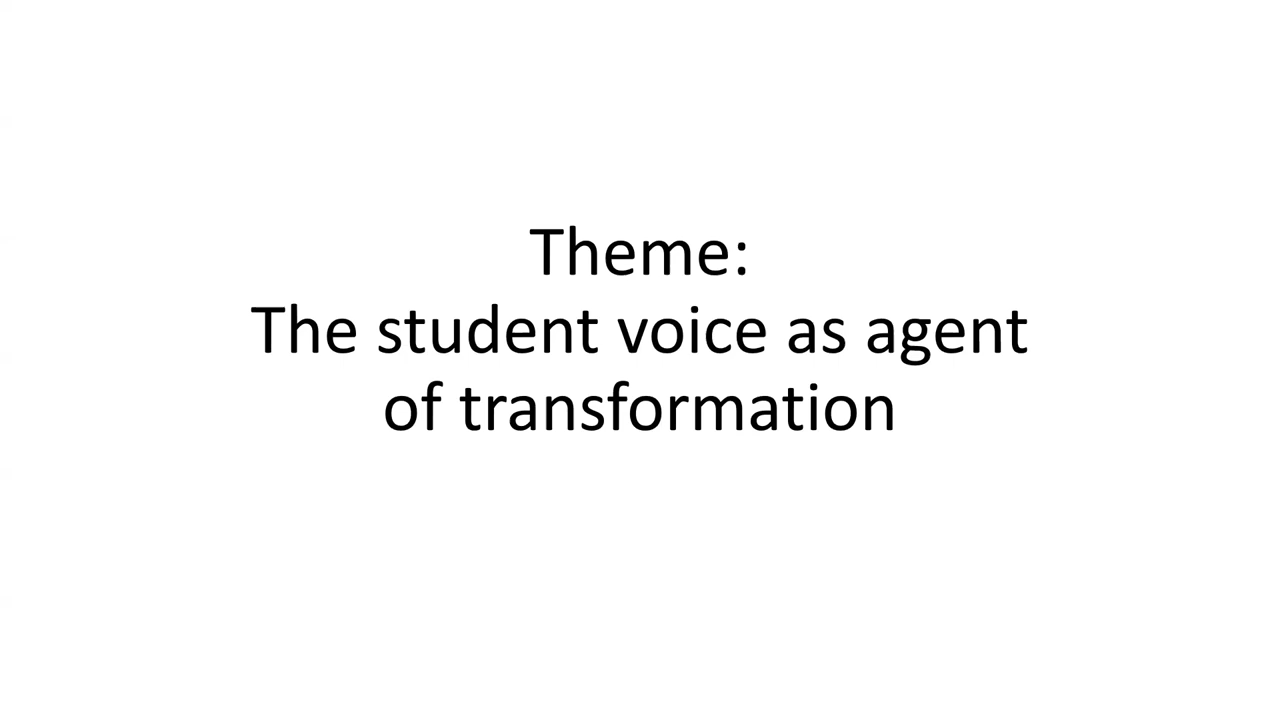 Theme:
The student voice as agent
of transformation